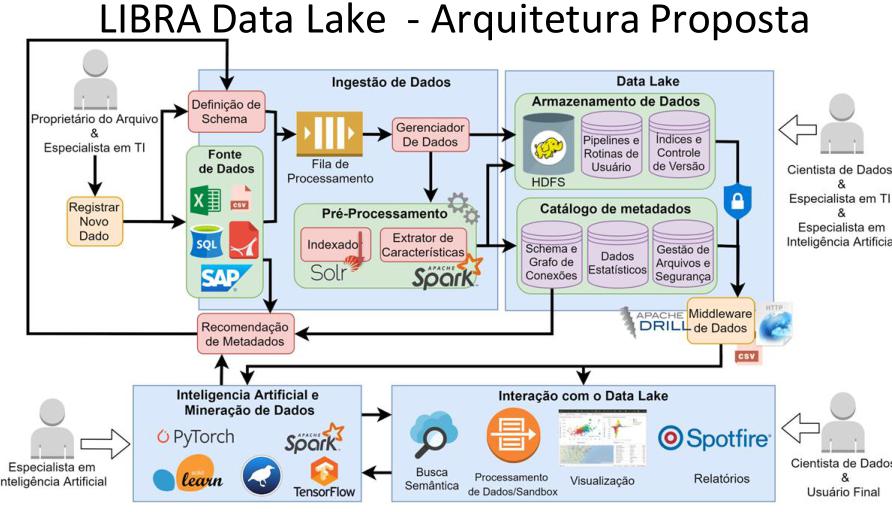 LIBRA Data Lake - Arquitetura Proposta
Proprietário do Arquivo
&
Especialista em TI
Registrar
Novo
Dado
Ingestão de Dados
Definição de
Schema
Fonte
de Dados
CSV
SQL
SAP
Fila de
Processamento
Gerenciador
De Dados
Pré-Processamento
Indexador
Solr
Extrator de
Características
APACHE
Spark
Data Lake
Armazenamento de Dados
HDFS
Pipelines e
Rotinas de
Usuário
Índices e
Controle
de Versão
Catálogo de metadados
Schema e
Grafo de
Conexões
Dados
Estatísticos
Gestão de
Arquivos e
Segurança
Cientista de Dados
&
Especialista em TI
&
Especialista em
Inteligência Artificia
Recomendação
de Metadados
APACHE
DRILL
Middleware
de Dados
HTTP
CSV
Especialista em
nteligência Artificial
Inteligencia Artificial e
Mineração de Dados
PyTorch
APACHE
Spark
learn
TensorFlow
Interação com o Data Lake
Busca
Semântica
Processamento
de Dados/Sandbox
Visualização
Spotfire
Relatórios
Cientista de Dados
&
Usuário Final